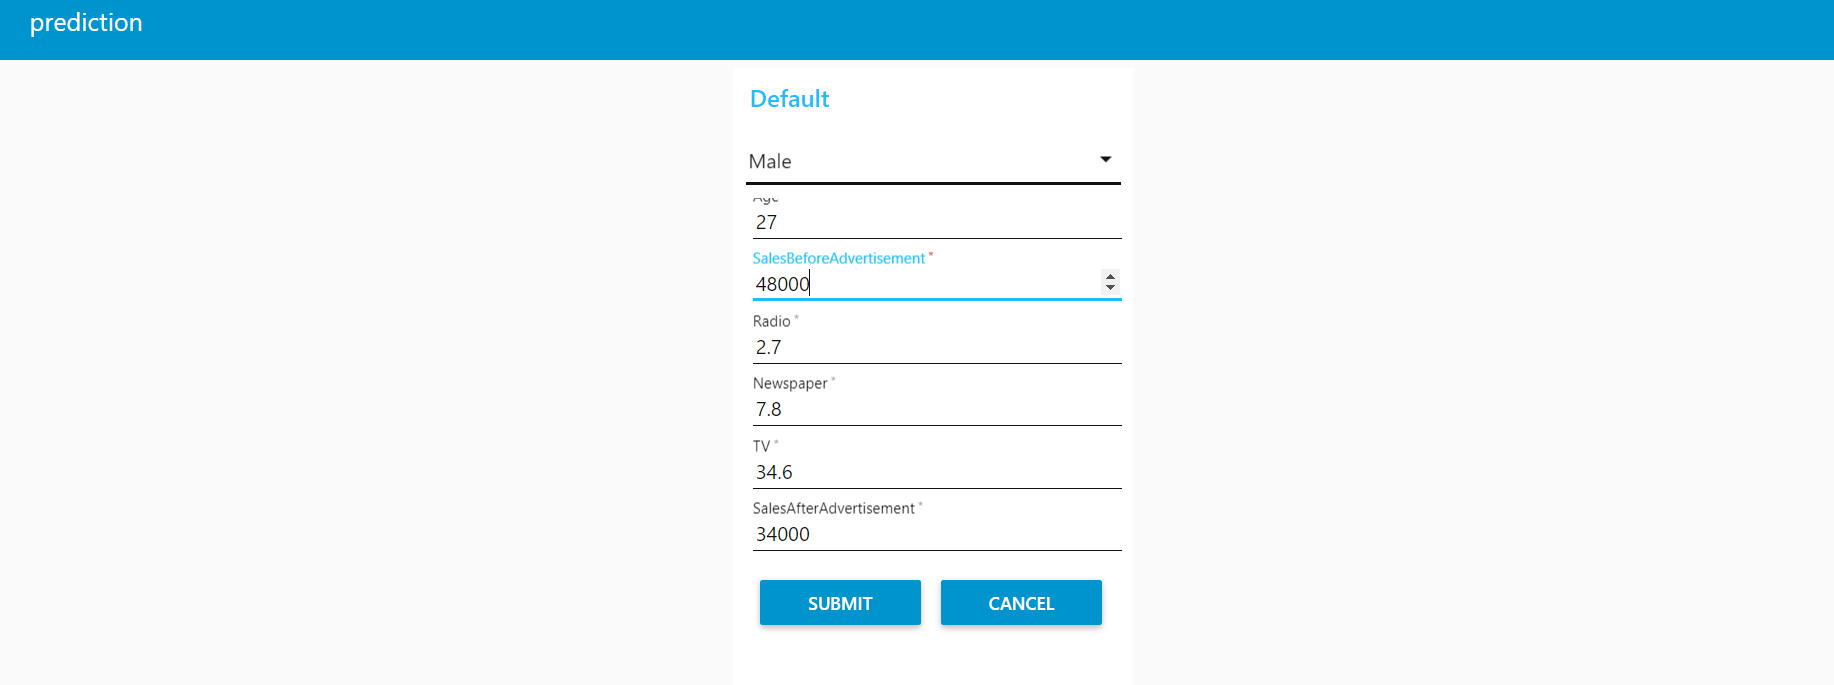 prediction
Default
Male
Age
27
SalesBeforeAdvertisement *
48000
Radio *
2.7
Newspaper *
7.8
TV *
34.6
SalesAfterAdvertisement *
34000
SUBMIT CANCEL